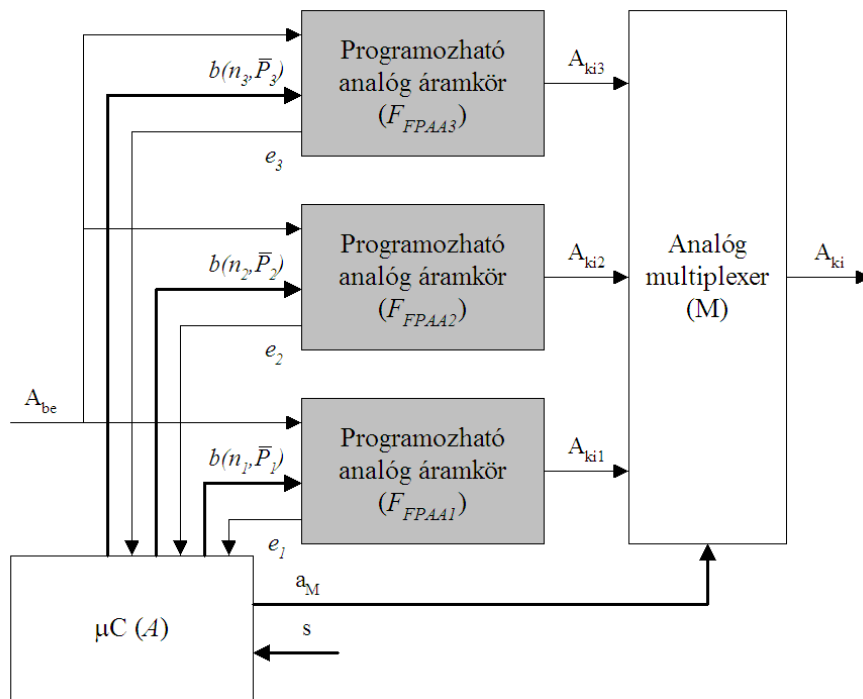 Programozható
analóg áramkör
(F_FPAA3)
b(n_3,P̅_3)
e_3
A_ki3
Programozható
analóg áramkör
(F_FPAA2)
b(n_2,P̅_2)
e_2
A_ki2
Analóg
multiplexer
(M)
A_ki
A_be
Programozható
analóg áramkör
(F_FPAA1)
b(n_1,P̅_1)
e_1
A_ki1
a_M
μC (A)
s